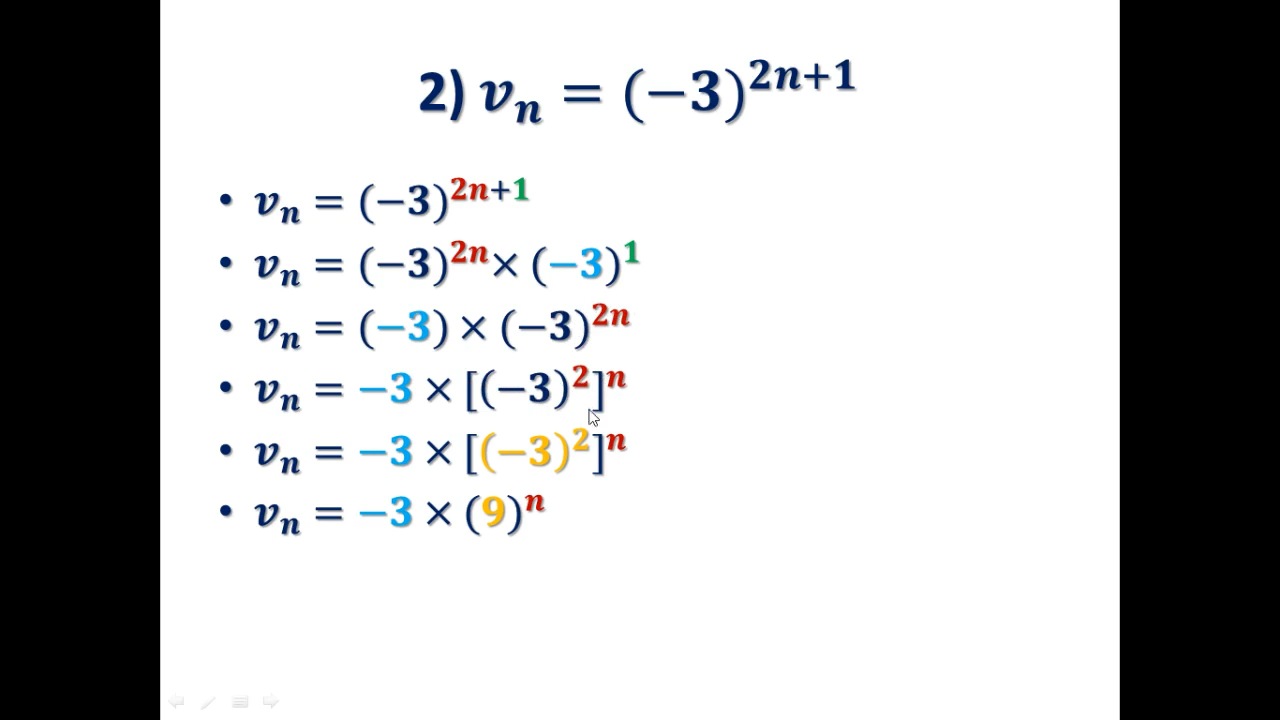 2) vₙ = (−3)²ⁿ⁺¹
• vₙ = (−3)²ⁿ⁺¹
• vₙ = (−3)²ⁿ × (−3)¹
• vₙ = (−3) × (−3)²ⁿ
• vₙ = −3 × [(−3)²]ⁿ
• vₙ = −3 × [(−3)²]ⁿ
• vₙ = −3 × (9)ⁿ